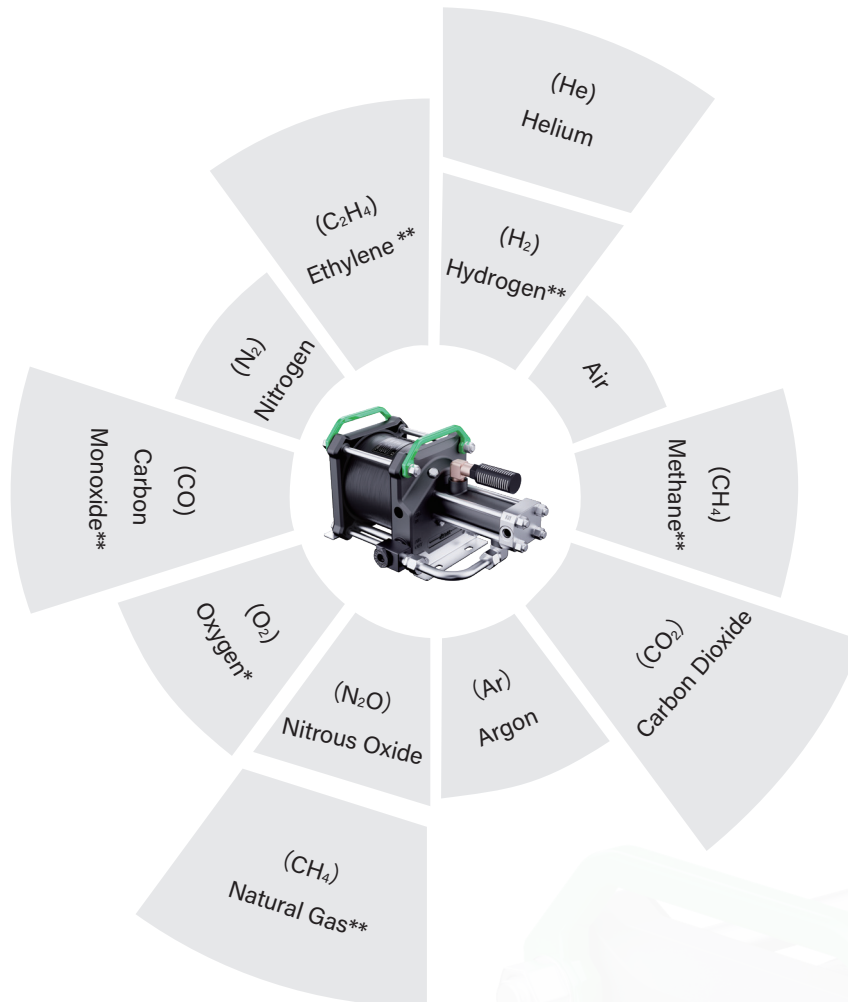 (He)
Helium
(H₂)
Hydrogen**
Air
(CH₄)
Methane**
(CO₂)
Carbon Dioxide
(Ar)
Argon
(N₂O)
Nitrous Oxide
(CH₄)
Natural Gas**
(O₂)
Oxygen*
(CO)
Carbon
Monoxide**
(N₂)
Nitrogen
(C₂H₄)
Ethylene **